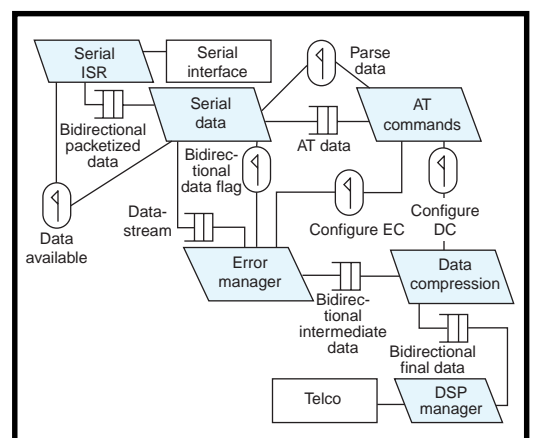 Serial
ISR
Serial
interface
Parse
data
Serial
data
AT
commands
Bidirectional
packetized
data
AT data
Bidirec-
tional
data flag
Data
available
Data-
stream
Configure EC
Configure
DC
Error
manager
Data
compression
Bidirec-
tional
intermediate
data
Bidirectional
final data
Telco
DSP
manager